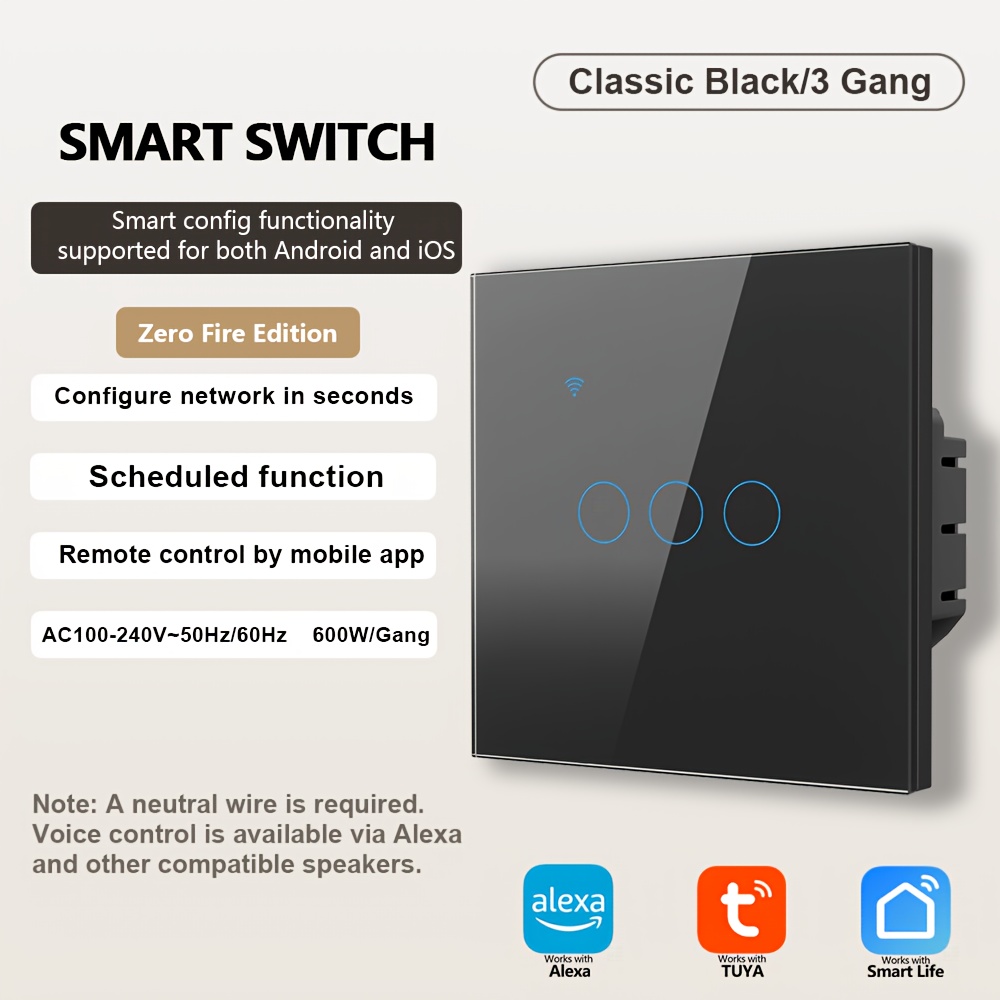 Classic Black/3 Gang
SMART SWITCH
Smart config functionality
supported for both Android and iOS
Zero Fire Edition
Configure network in seconds
Scheduled function
Remote control by mobile app
AC100-240V~50Hz/60Hz 600W/Gang
Note: A neutral wire is required.
Voice control is available via Alexa
and other compatible speakers.
alexa
Works with
Alexa
Works with
TUYA
Works with
Smart Life